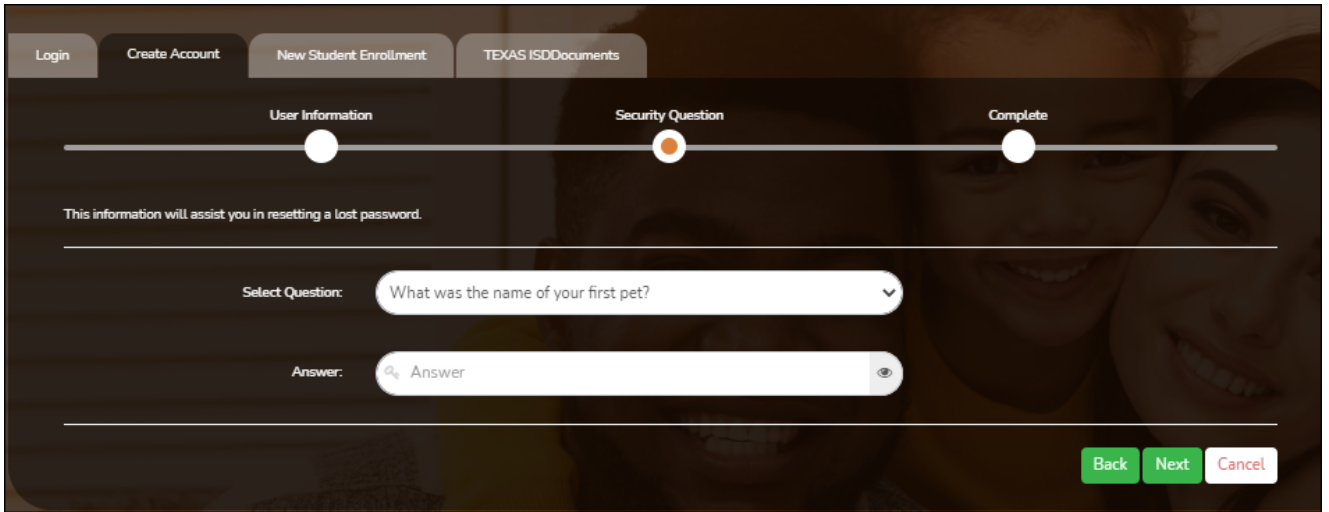 Login Create Account New Student Enrollment TEXAS ISDDocuments
User Information Security Question Complete
This information will assist you in resetting a lost password.
Select Question: What was the name of your first pet?
Answer: Answer
Back Next Cancel